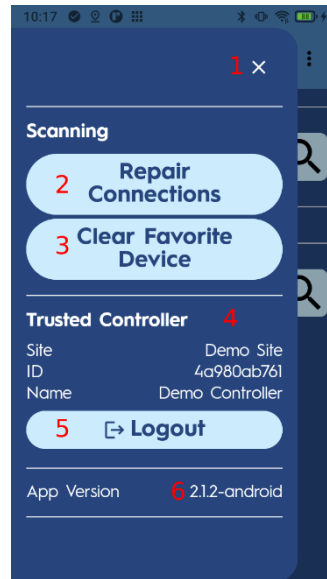 10:17
1 ×
Scanning
2 Repair
Connections
3 Clear Favorite
Device
Trusted Controller 4
Site Demo Site
ID 4a980ab761
Name Demo Controller
5 Logout
App Version 6 2.1.2-android